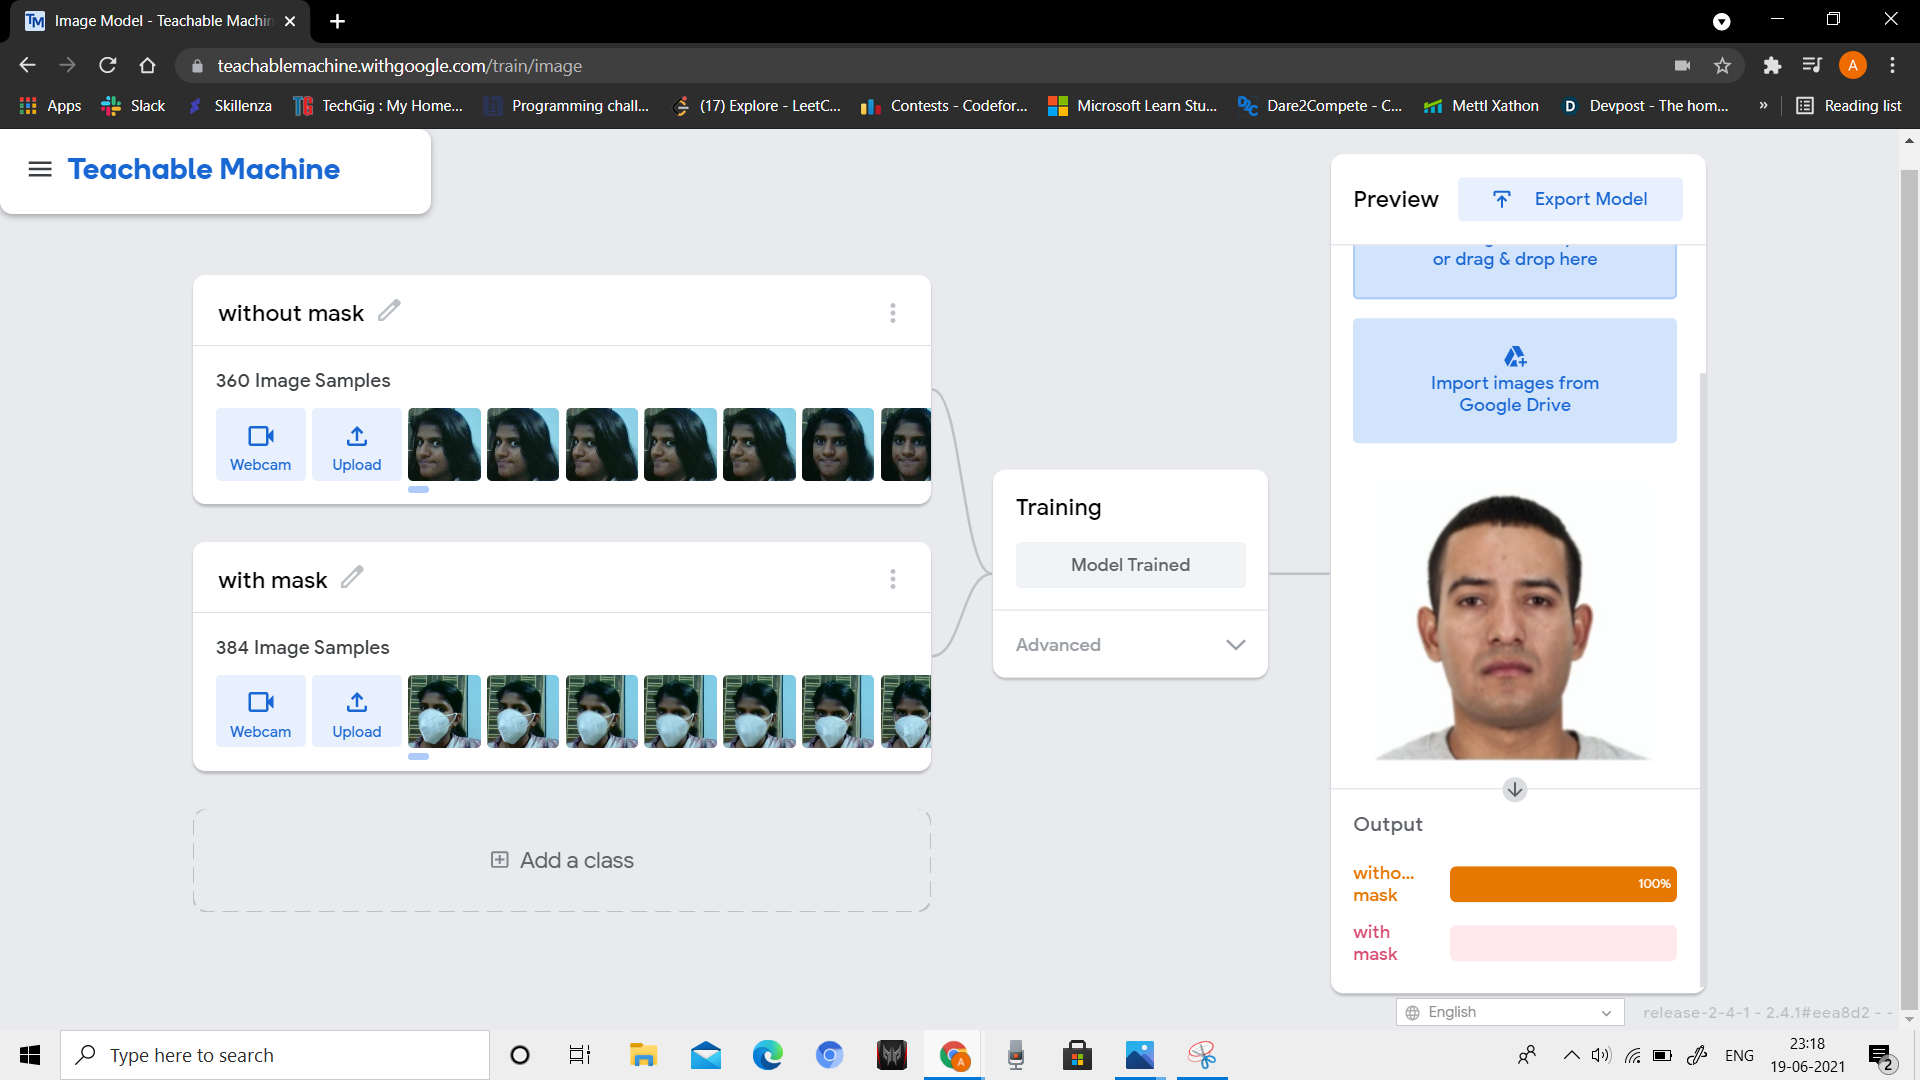 Image Model - Teachable Machin
teachablemachine.withgoogle.com/train/image
A
Apps
Slack
Skillenza
TG
TechGig : My Home...
Programming chall...
(17) Explore - LeetC...
Contests - Codefor...
Microsoft Learn Stu...
Dare2Compete - C...
Mettl Xathon
D
Devpost - The hom...
»
Reading list
Teachable Machine
Preview
Export Model
or drag & drop here
without mask
360 Image Samples
Webcam
Upload
Import images from
Google Drive
Training
Model Trained
Advanced
with mask
384 Image Samples
Webcam
Upload
Add a class
Output
witho...
mask
100%
with
mask
English
release-2-4-1 - 2.4.1#eea8d2 - -
Type here to search
A
ENG
23:18
19-06-2021
2